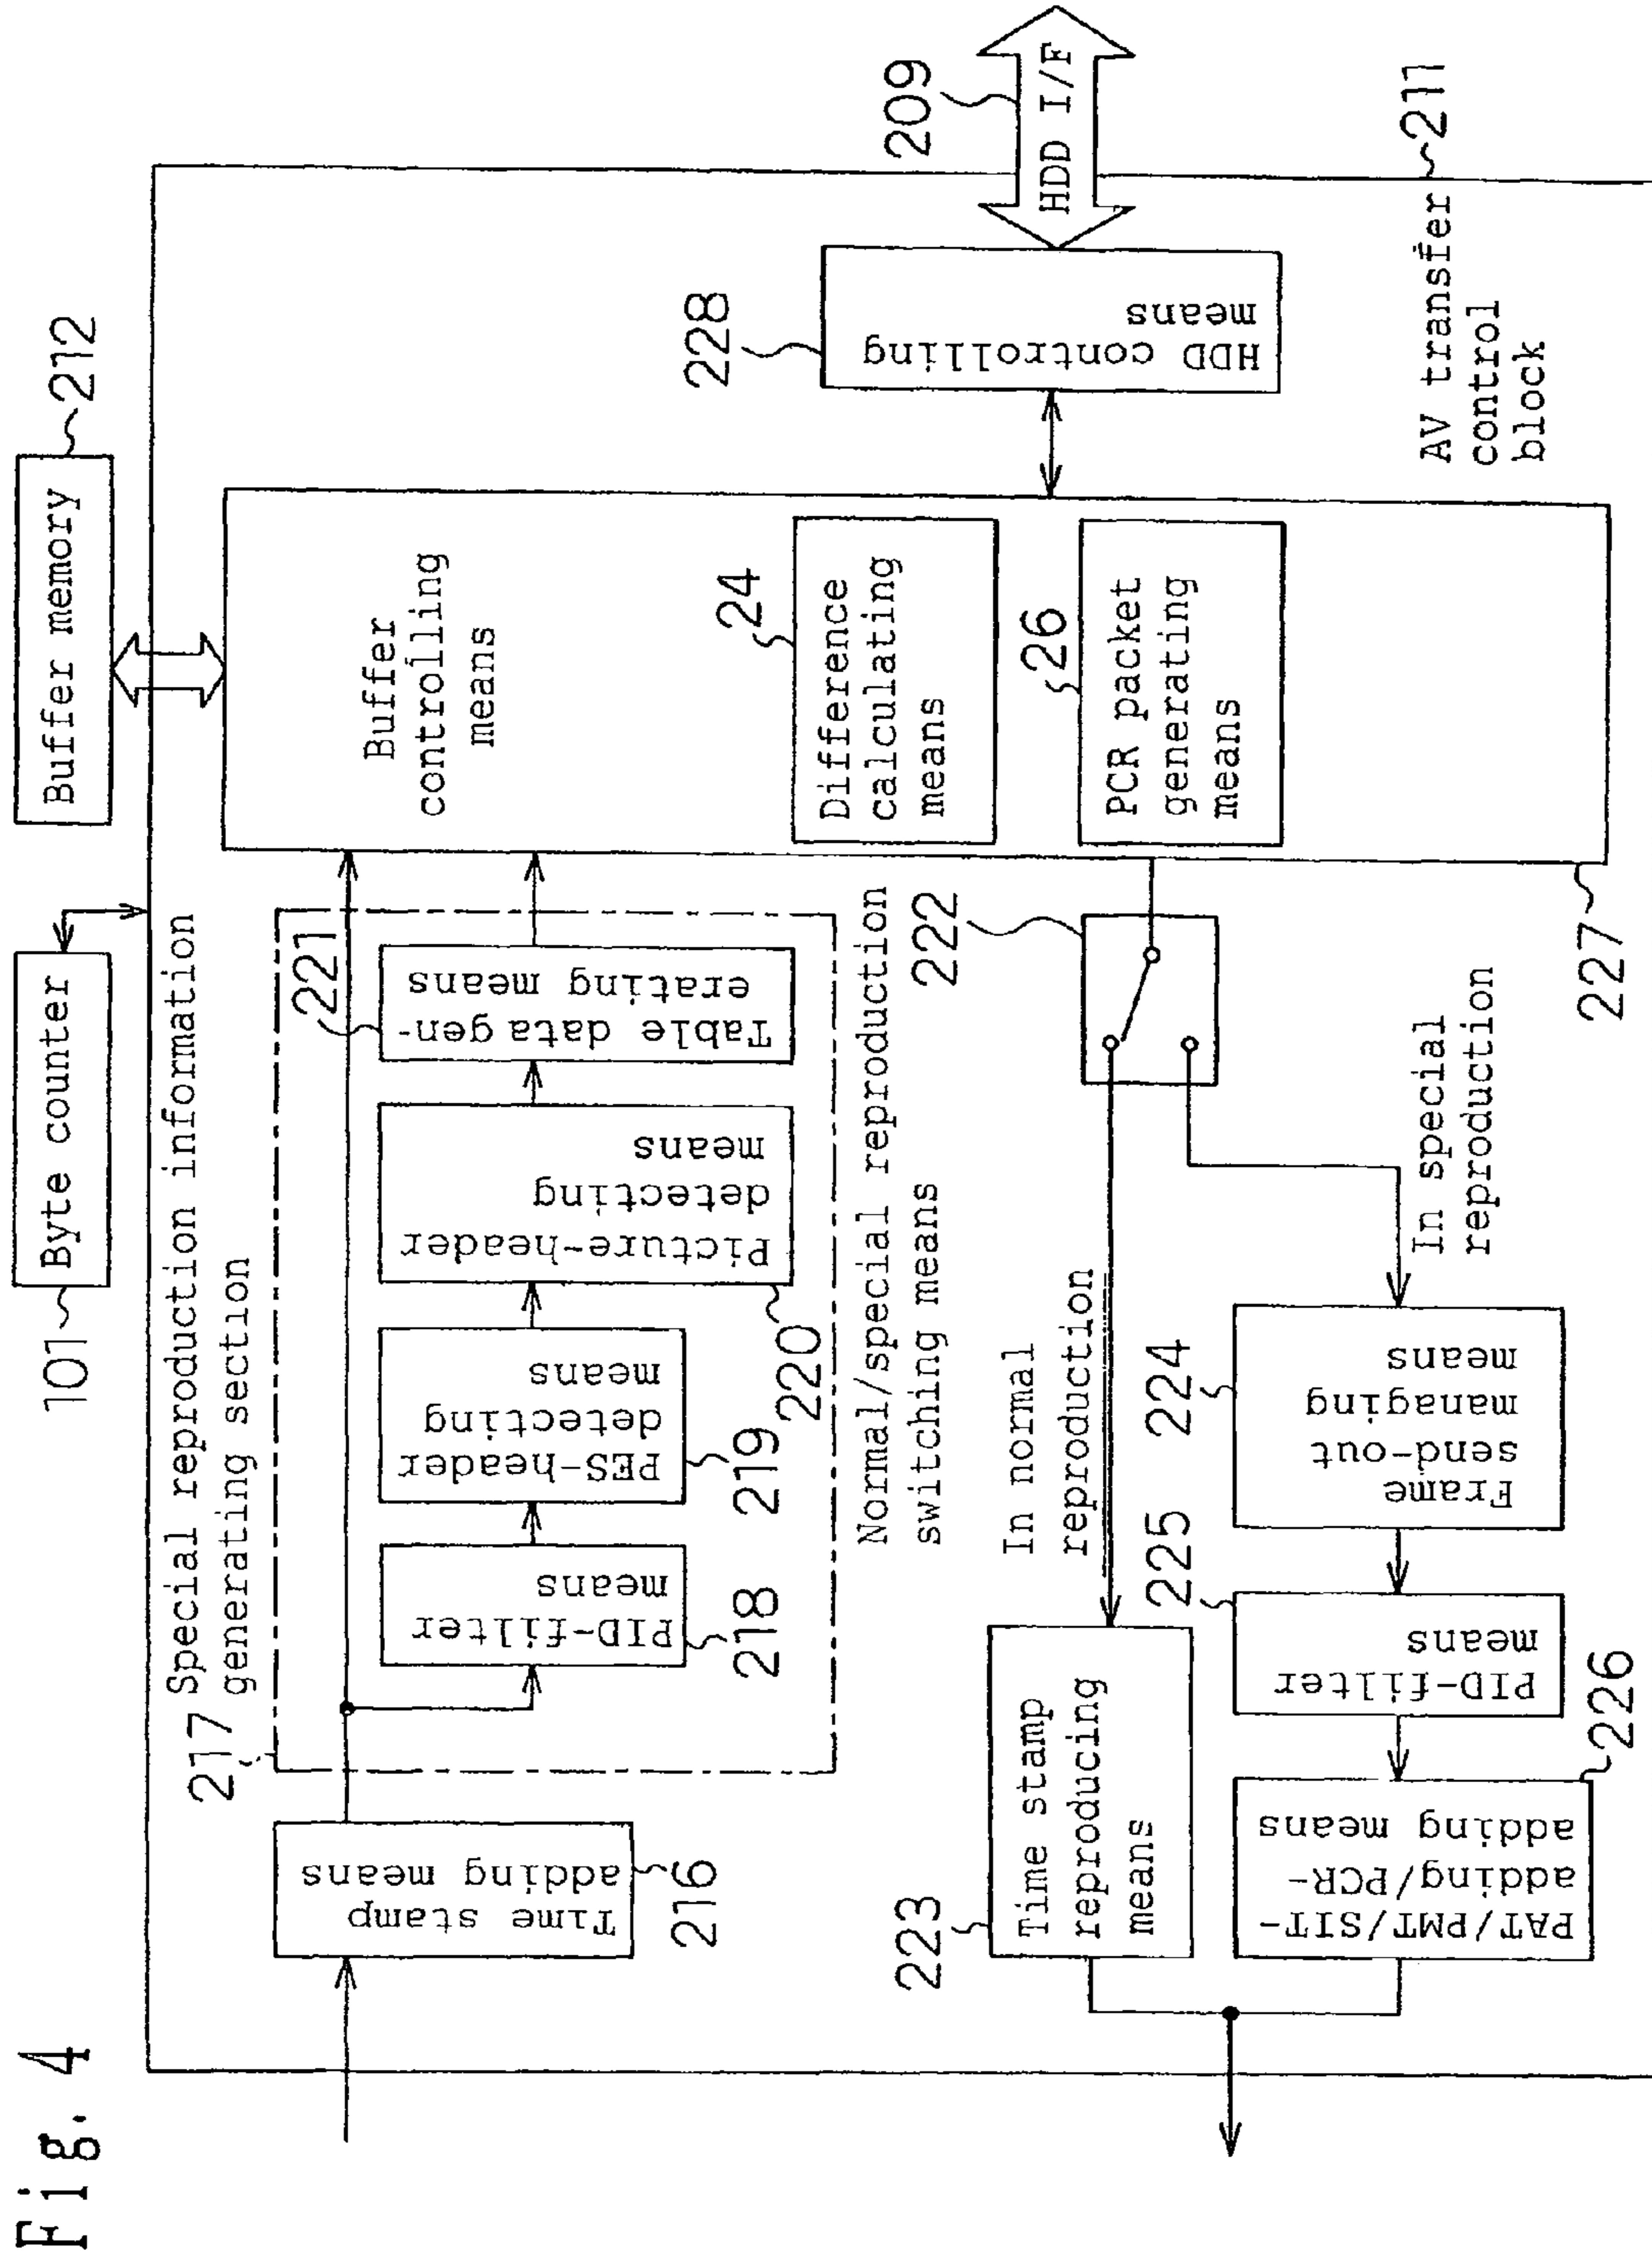 Fig. 4
101
Byte counter
Buffer memory
212
217
Special reproduction information
generating section
Time stamp
adding means
216
PID-filter
means
218
PES-header
detecting
means
219
Picture-header
detecting
means
220
Table data gen-
erating means
221
Buffer
controlling
means
Difference
calculating
means
24
PCR packet
generating
means
26
227
HDD controlling
means
228
HDD I/F
209
AV transfer
control
block
211
Normal/special reproduction
switching means
222
In normal
reproduction
In special
reproduction
Time stamp
reproducing
means
223
Frame
send-out
managing
means
224
PID-filter
means
225
PAT/PMT/SIT-
adding/PCR-
adding means
226